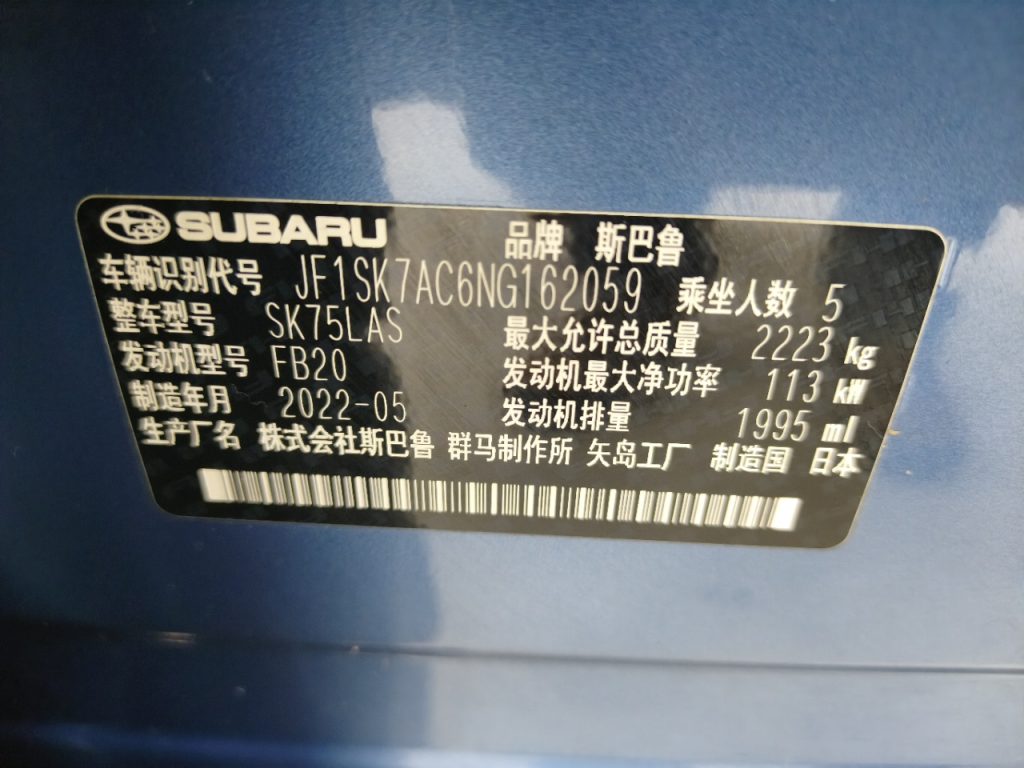 SUBARU 品牌 斯巴鲁
车辆识别代号 JF1SK7AC6NG162059 乘坐人数 5
整车型号 SK75LAS 最大允许总质量 2223 kg
发动机型号 FB20 发动机最大净功率 113 kW
制造年月 2022-05 发动机排量 1995 ml
生产厂名 株式会社斯巴鲁 群马制作所 矢岛工厂 制造国 日本